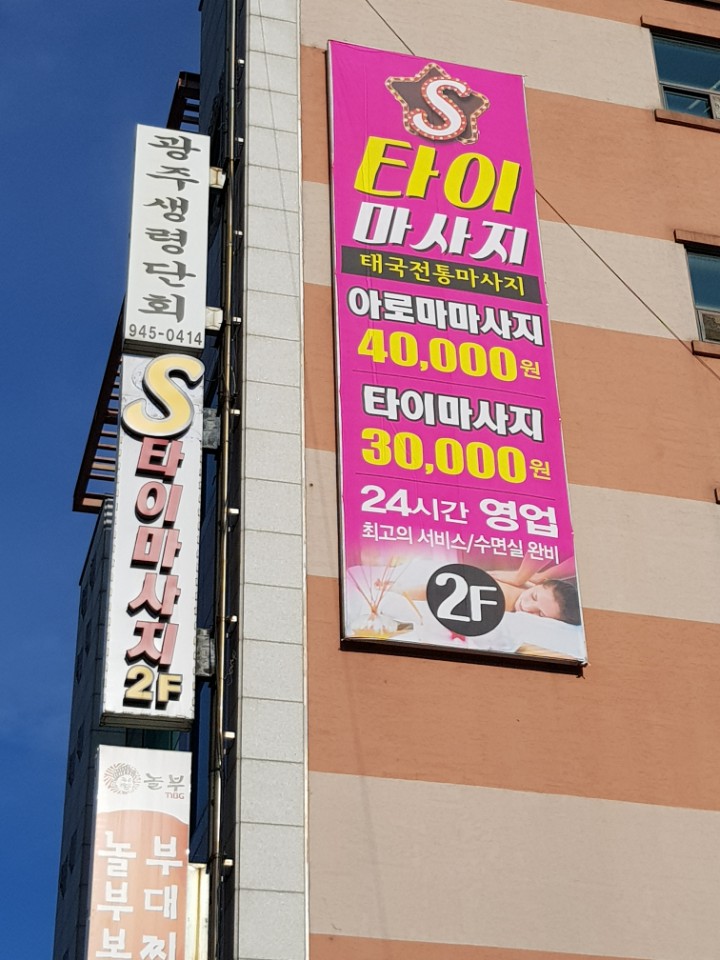 광주생령단회
945-0414
S
타이마사지
2F
놀부
놀부보
부대찌
S
타이
마사지
태국전통마사지
아로마마사지
40,000원
타이마사지
30,000원
24시간 영업
최고의 서비스/수면실 완비
2F